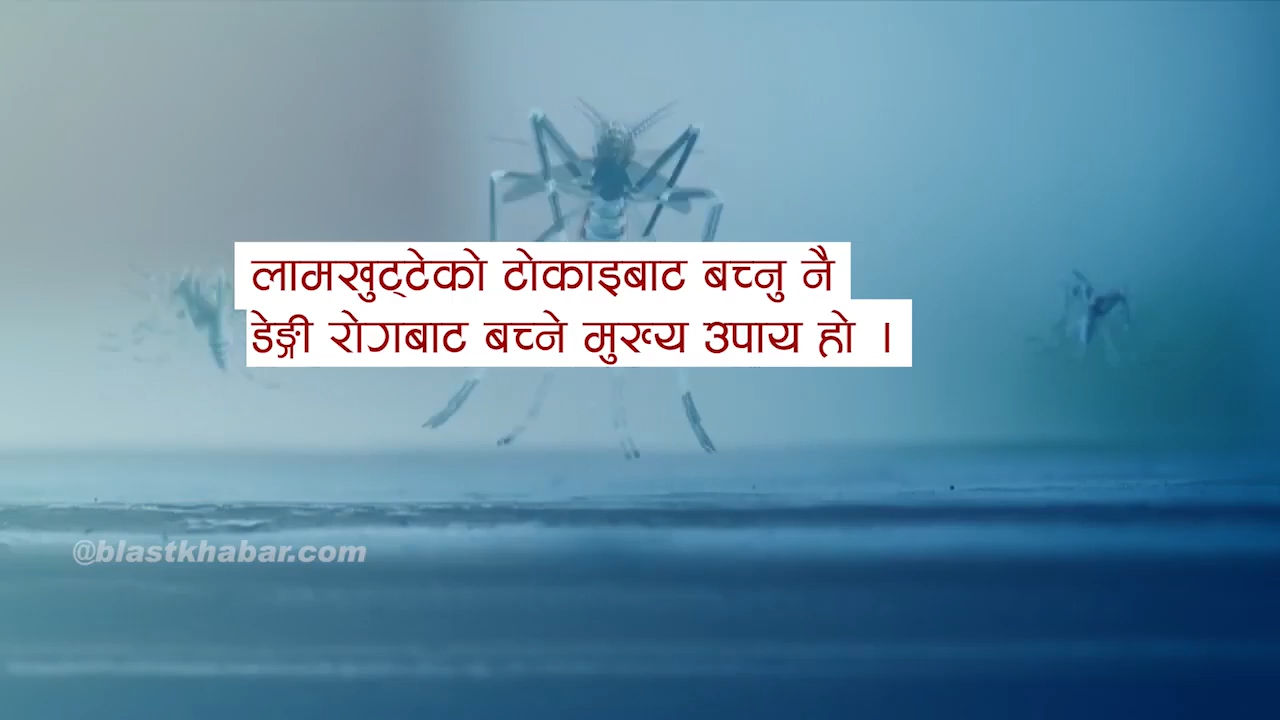 लामखुट्टेको टोकाइबाट बच्नु नै
डेङ्गी रोगबाट बच्ने मुख्य उपाय हो ।
@blastkhabar.com